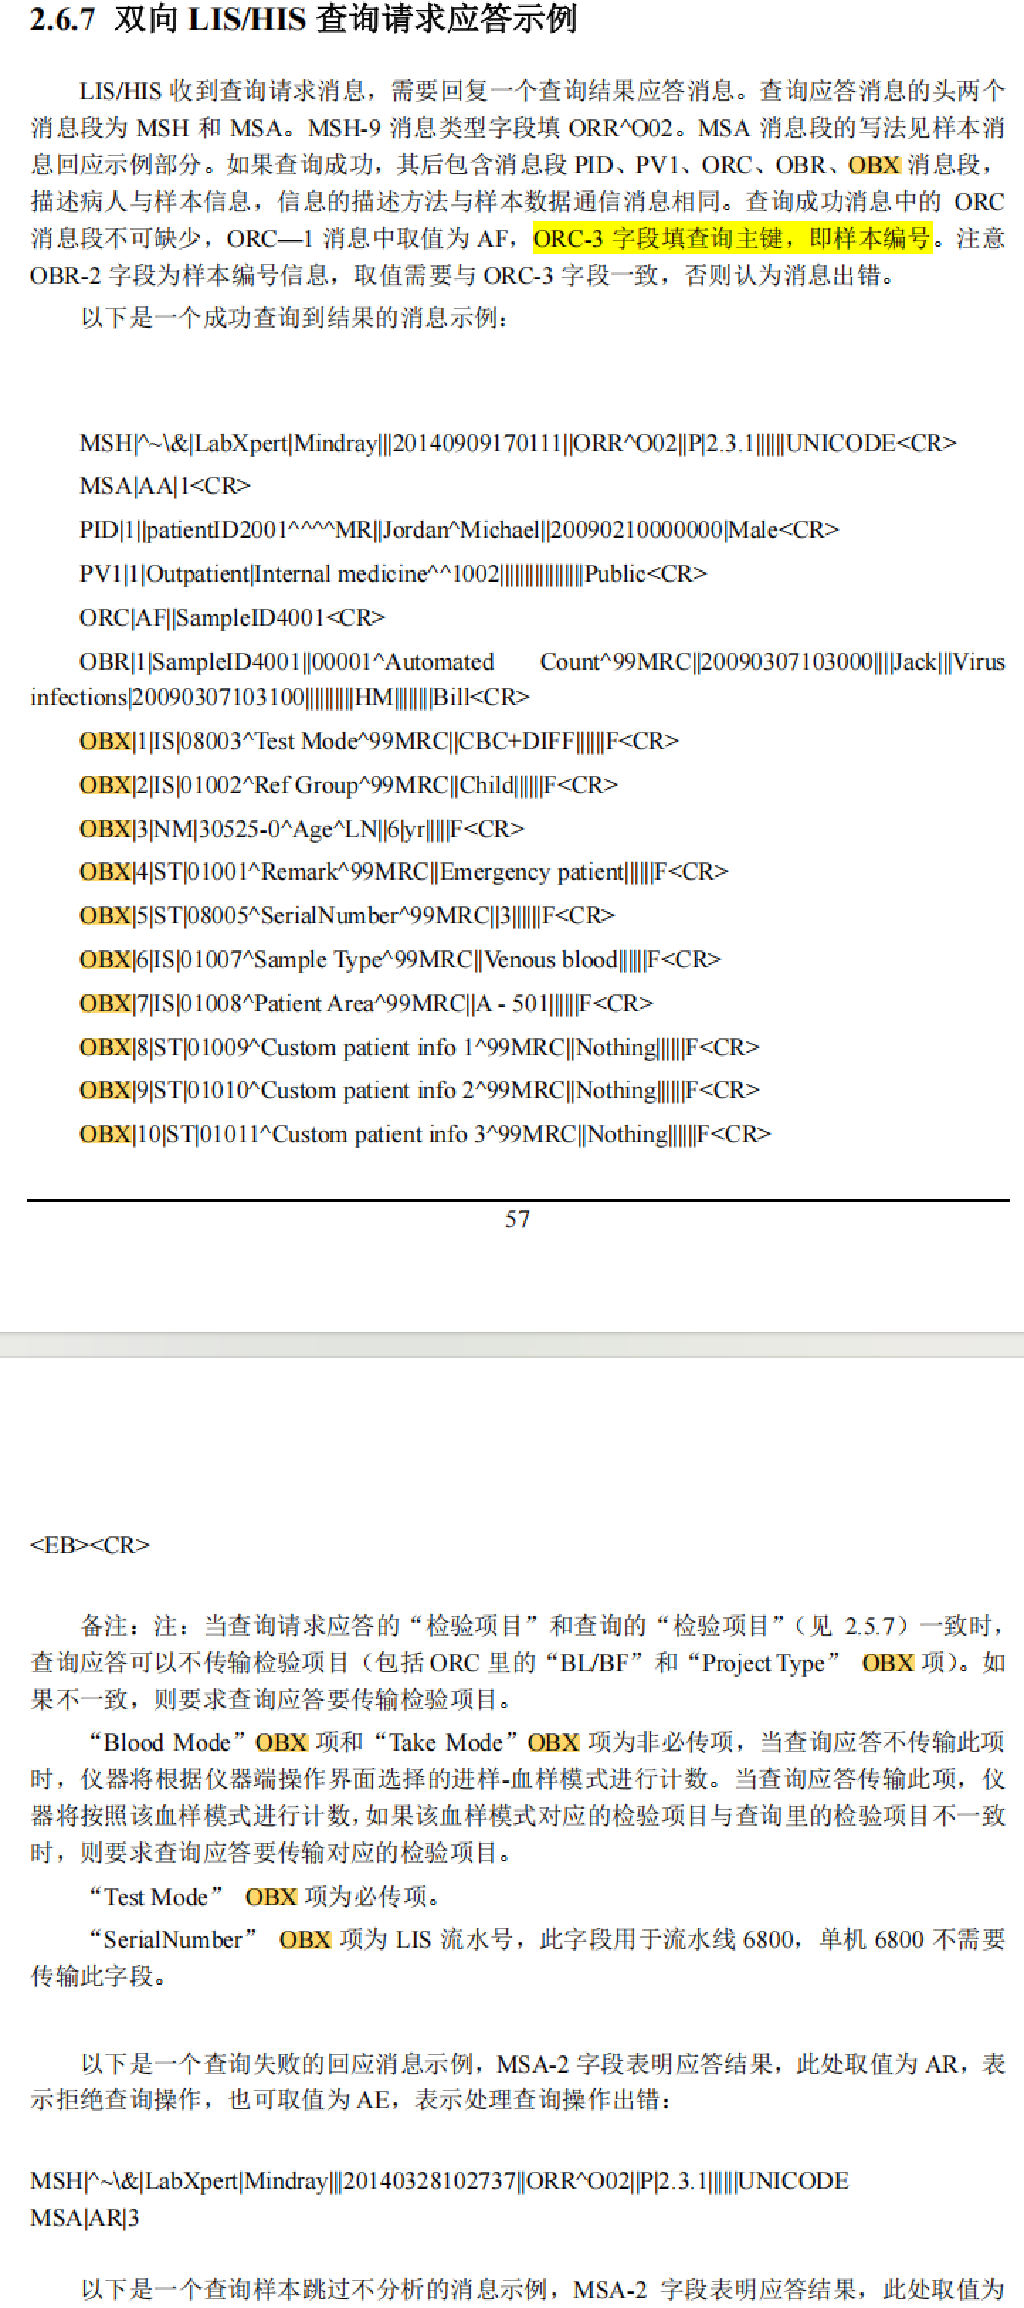 2.6.7 双向 LIS/HIS 查询请求应答示例
LIS/HIS 收到查询请求消息，需要回复一个查询结果应答消息。查询应答消息的头两个
消息段为 MSH 和 MSA。MSH-9 消息类型字段填 ORR^O02。MSA 消息段的写法见样本消
息回应示例部分。如果查询成功，其后包含消息段 PID、PV1、ORC、OBR、OBX 消息段，
描述病人与样本信息，信息的描述方法与样本数据通信消息相同。查询成功消息中的 ORC
消息段不可缺少，ORC—1 消息中取值为 AF，ORC-3 字段填查询主键，即样本编号。注意
OBR-2 字段为样本编号信息，取值需要与 ORC-3 字段一致，否则认为消息出错。
以下是一个成功查询到结果的消息示例：
MSH|^~\&|LabXpert|Mindray|||20140909170111||ORR^O02||P|2.3.1||||||UNICODE<CR>
MSA|AA|1<CR>
PID|1||patientID2001^^^^MR||Jordan^Michael||20090210000000|Male<CR>
PV1|1|Outpatient|Internal medicine^^1002|||||||||||||||||Public<CR>
ORC|AF||SampleID4001<CR>
OBR|1|SampleID4001||00001^Automated Count^99MRC||20090307103000||||Jack|||Virus
infections|20090307103100||||||||||HM||||||||Bill<CR>
OBX|1|IS|08003^Test Mode^99MRC||CBC+DIFF||||||F<CR>
OBX|2|IS|01002^Ref Group^99MRC||Child||||||F<CR>
OBX|3|NM|30525-0^Age^LN||6|yr|||||F<CR>
OBX|4|ST|01001^Remark^99MRC||Emergency patient||||||F<CR>
OBX|5|ST|08005^SerialNumber^99MRC||3||||||F<CR>
OBX|6|IS|01007^Sample Type^99MRC||Venous blood||||||F<CR>
OBX|7|IS|01008^Patient Area^99MRC||A - 501||||||F<CR>
OBX|8|ST|01009^Custom patient info 1^99MRC||Nothing||||||F<CR>
OBX|9|ST|01010^Custom patient info 2^99MRC||Nothing||||||F<CR>
OBX|10|ST|01011^Custom patient info 3^99MRC||Nothing||||||F<CR>
57
<EB><CR>
备注：注：当查询请求应答的“检验项目”和查询的“检验项目”（见 2.5.7）一致时，
查询应答可以不传输检验项目（包括 ORC 里的“BL/BF”和“Project Type” OBX 项）。如
果不一致，则要求查询应答要传输检验项目。
“Blood Mode”OBX 项和“Take Mode”OBX 项为非必传项，当查询应答不传输此项
时，仪器将根据仪器端操作界面选择的进样-血样模式进行计数。当查询应答传输此项，仪
器将按照该血样模式进行计数，如果该血样模式对应的检验项目与查询里的检验项目不一致
时，则要求查询应答要传输对应的检验项目。
“Test Mode” OBX 项为必传项。
“SerialNumber” OBX 项为 LIS 流水号，此字段用于流水线 6800，单机 6800 不需要
传输此字段。
以下是一个查询失败的回应消息示例，MSA-2 字段表明应答结果，此处取值为 AR，表
示拒绝查询操作，也可取值为 AE，表示处理查询操作出错：
MSH|^~\&|LabXpert|Mindray|||20140328102737||ORR^O02||P|2.3.1||||||UNICODE
MSA|AR|3
以下是一个查询样本跳过不分析的消息示例，MSA-2 字段表明应答结果，此处取值为